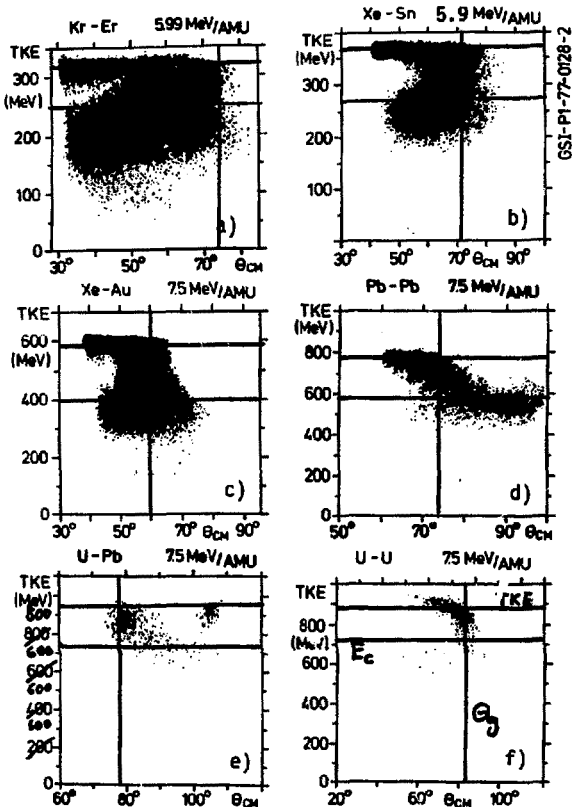 Kr-Er 5.99 MeV/AMU
TKE
300
(MeV)
200
100
0
a)
30° 50° 70° θCM
Xe-Sn 5.9 MeV/AMU
TKE
(MeV)
300
200
100
b)
30° 50° 70° θCM 90°
GSI-P1-77-0128-2
Xe-Au 7.5 MeV/AMU
TKE
600
(MeV)
400
200
0
c)
30° 50° 70° θCM 90°
Pb-Pb 7.5 MeV/AMU
TKE
(MeV)
800
600
400
200
0
d)
50° 70° θCM 90°
U-Pb 7.5 MeV/AMU
TKE
(MeV)
800
600
400
200
0
e)
60° 80° 100° θCM
U-U 7.5 MeV/AMU
TKE
TKE
800
(MeV)
Ec
600
400
200
0
θg
f)
20° 60° θCM 100°